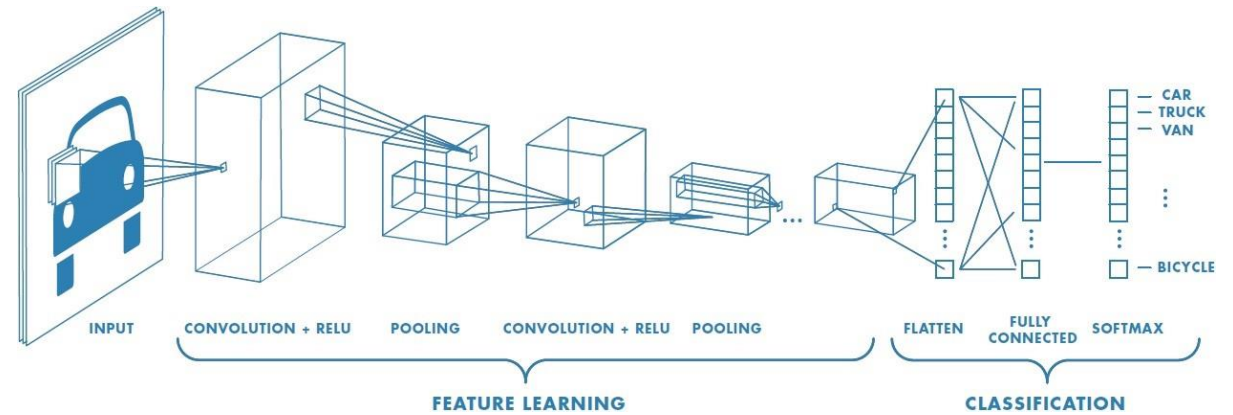 CAR
TRUCK
VAN
BICYCLE
INPUT
CONVOLUTION + RELU
POOLING
CONVOLUTION + RELU
POOLING
FLATTEN
FULLY
CONNECTED
SOFTMAX
FEATURE LEARNING
CLASSIFICATION